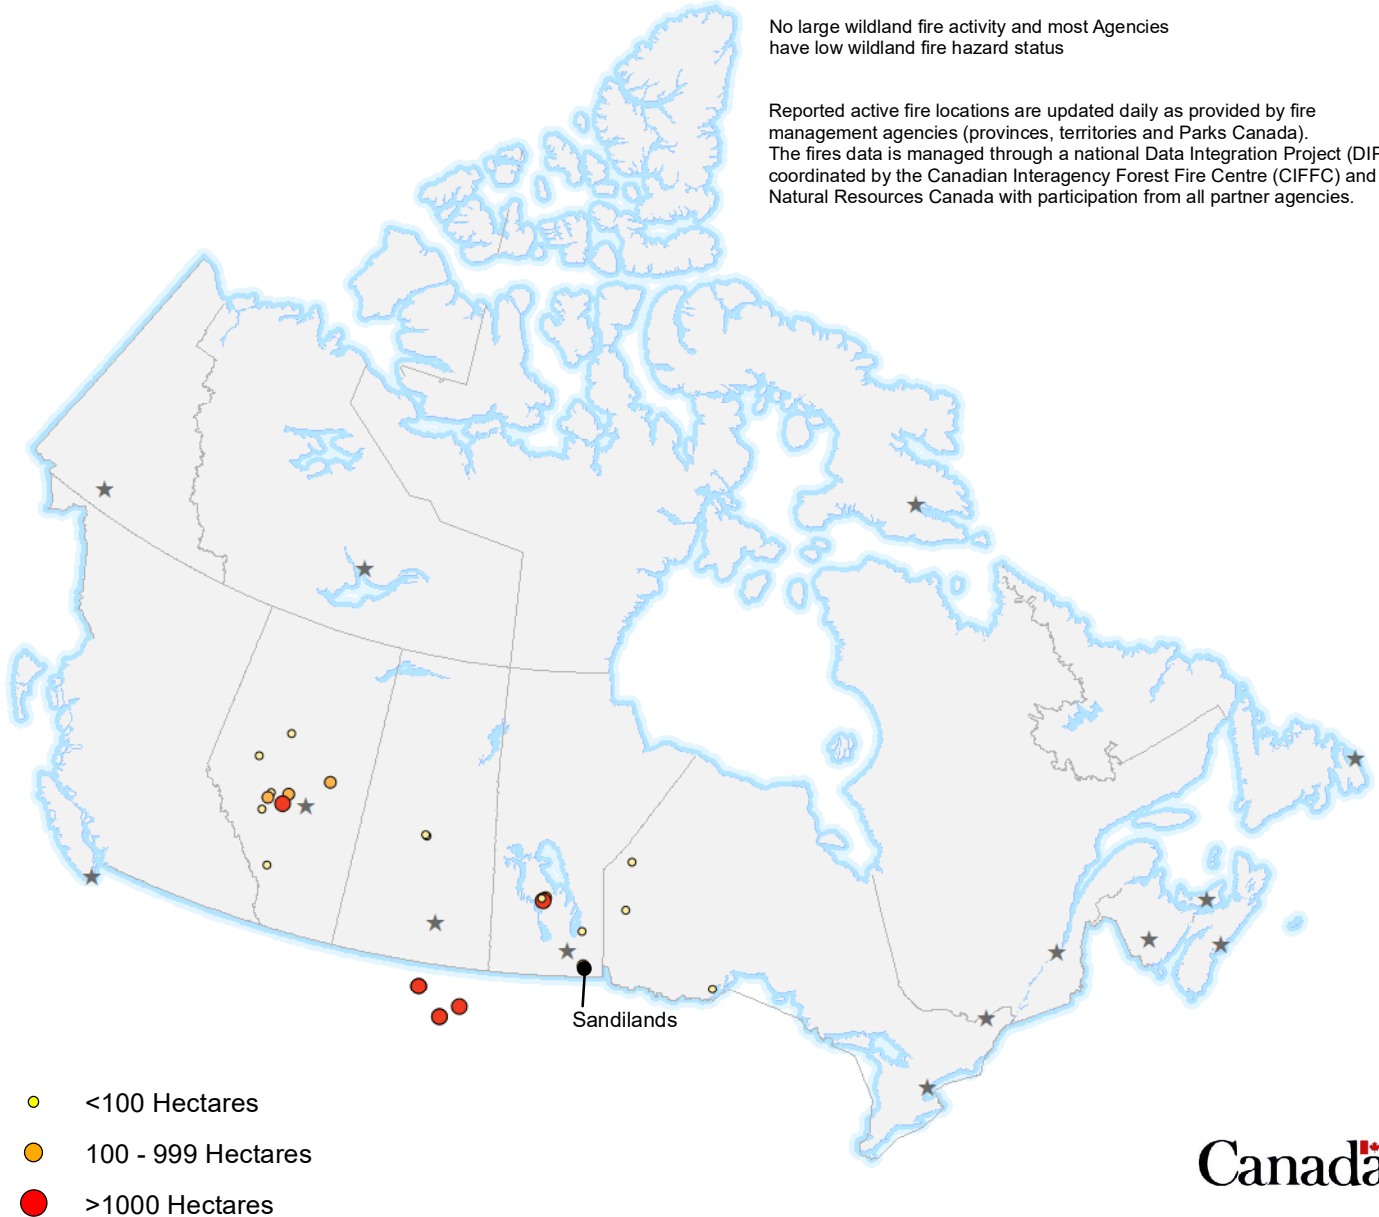 No large wildland fire activity and most Agencies
have low wildland fire hazard status
Reported active fire locations are updated daily as provided by fire
management agencies (provinces, territories and Parks Canada).
The fires data is managed through a national Data Integration Project (DIP
coordinated by the Canadian Interagency Forest Fire Centre (CIFFC) and
Natural Resources Canada with participation from all partner agencies.
Sandilands
<100 Hectares
100 - 999 Hectares
>1000 Hectares
Canada